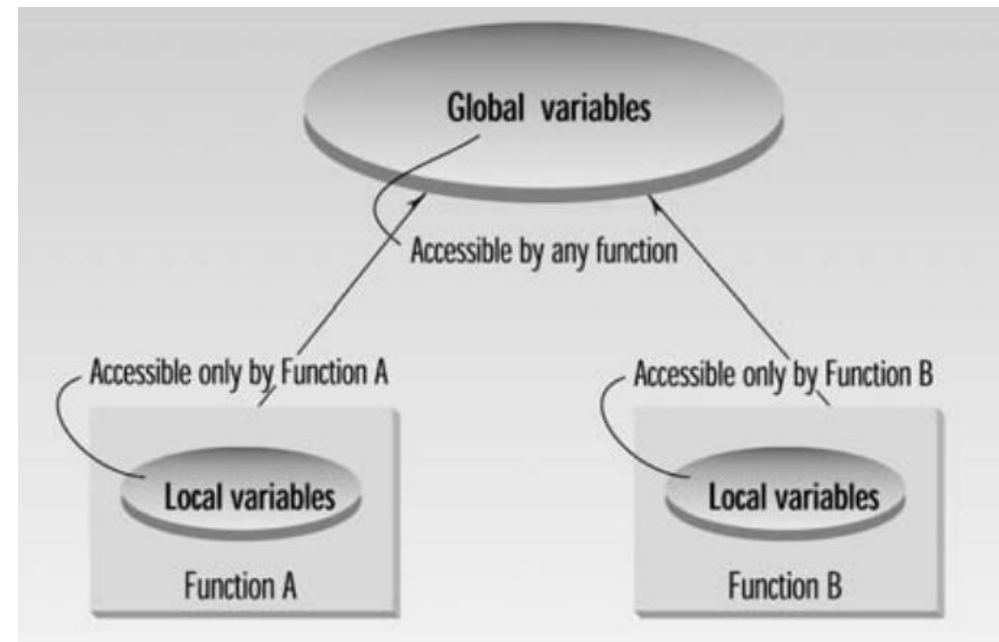 Global variables
Accessible by any function
Accessible only by Function A
Accessible only by Function B
Local variables
Local variables
Function A
Function B